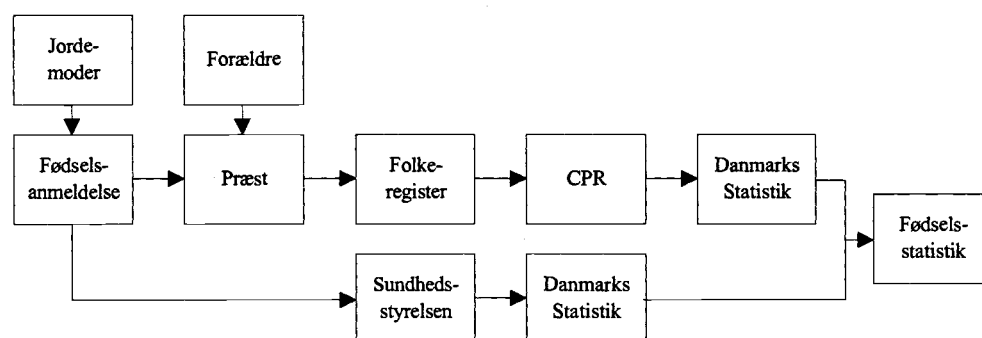 Jorde-
moder
Forældre
Fødsels-
anmeldelse
Præst
Folke-
register
CPR
Danmarks
Statistik
Fødsels-
statistik
Sundheds-
styrelsen
Danmarks
Statistik